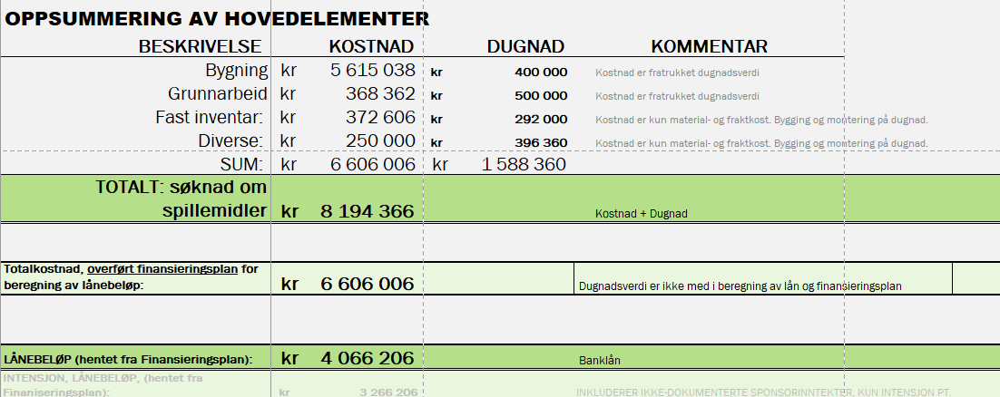 OPPSUMMERING AV HOVEDELEMENTER
BESKRIVELSE KOSTNAD DUGNAD KOMMENTAR
Bygning kr 5 615 038 kr 400 000 Kostnad er fratrukket dugnadsverdi
Grunnarbeid kr 368 362 kr 500 000 Kostnad er fratrukket dugnadsverdi
Fast inventar: kr 372 606 kr 292 000 Kostnad er kun material- og fraktkost. Bygging og montering på dugnad.
Diverse: kr 250 000 kr 396 360 Kostnad er kun material- og fraktkost. Bygging og montering på dugnad.
SUM: kr 6 606 006 kr 1 588 360
TOTALT: søknad om
spillemidler kr 8 194 366 Kostnad + Dugnad
Totalkostnad, overført finansieringsplan for
beregning av lånebeløp: kr 6 606 006 Dugnadsverdi er ikke med i beregning av lån og finansieringsplan
LÅNEBELØP (hentet fra Finansieringsplan): kr 4 066 206 Banklån
INTENSJON, LÅNEBELØP, (hentet fra
Finaniseringsplan): kr 3 266 206 INKLUDERER IKKE-DOKUMENTERTE SPONSORINNTEKTER, KUN INTENSJON PT.